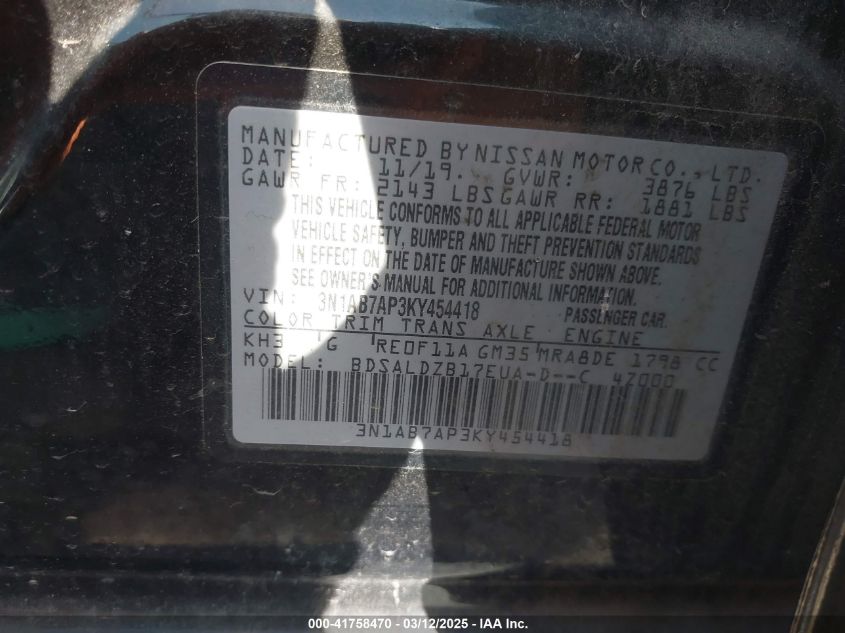 MANUFACTURED BY NISSAN MOTOR CO., LTD.
DATE: 11/19. GVWR: 3876 LBS
GAWR FR: 2143 LBS GAWR RR: 1881 LBS
THIS VEHICLE CONFORMS TO ALL APPLICABLE FEDERAL MOTOR
VEHICLE SAFETY, BUMPER AND THEFT PREVENTION STANDARDS
IN EFFECT ON THE DATE OF MANUFACTURE SHOWN ABOVE.
SEE OWNER'S MANUAL FOR ADDITIONAL INFORMATION.
VIN: 3N1AB7AP3KY454418 PASSENGER CAR.
COLOR TRIM TRANS AXLE ENGINE
KH3 G RE0F11A GM35 MRA8DE 1798 CC
MODEL: BDSALDZB17EUA-D--C 47000
3N1AB7AP3KY454418
000-41758470 — 03/12/2025 — IAA Inc.